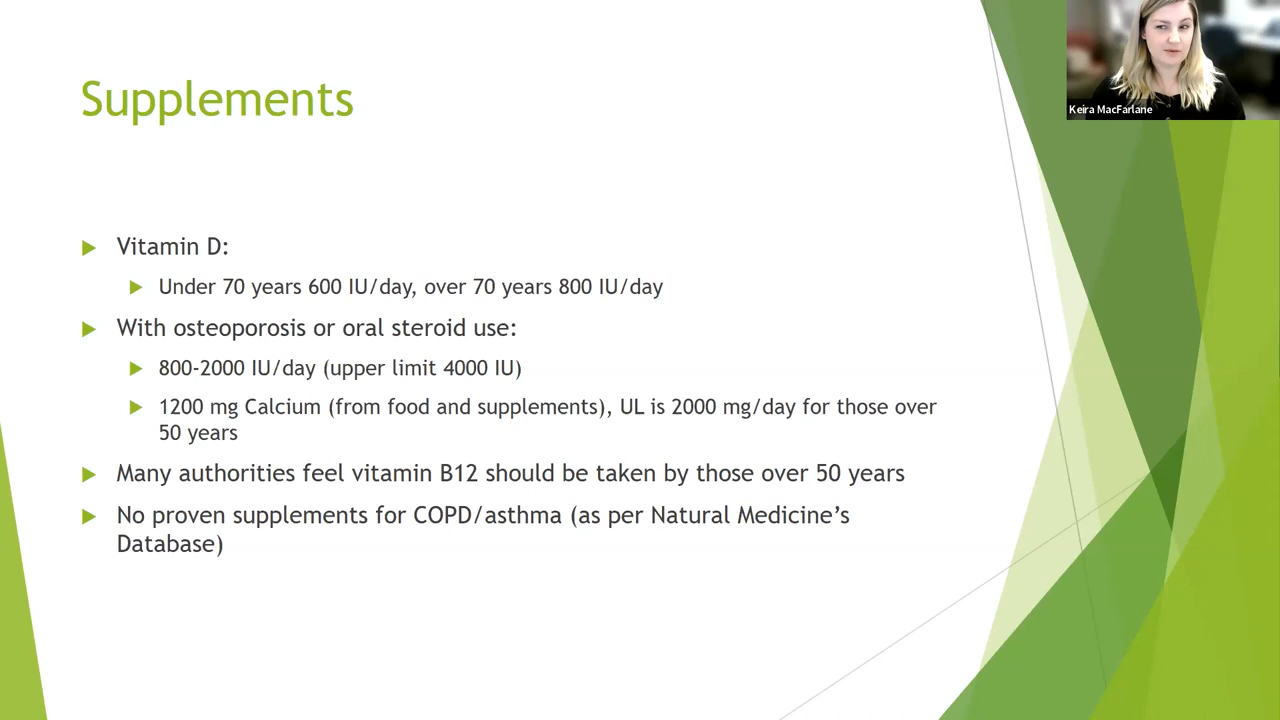 Keira MacFarlane
Supplements
Vitamin D:
Under 70 years 600 IU/day, over 70 years 800 IU/day
With osteoporosis or oral steroid use:
800-2000 IU/day (upper limit 4000 IU)
1200 mg Calcium (from food and supplements), UL is 2000 mg/day for those over
50 years
Many authorities feel vitamin B12 should be taken by those over 50 years
No proven supplements for COPD/asthma (as per Natural Medicine’s
Database)